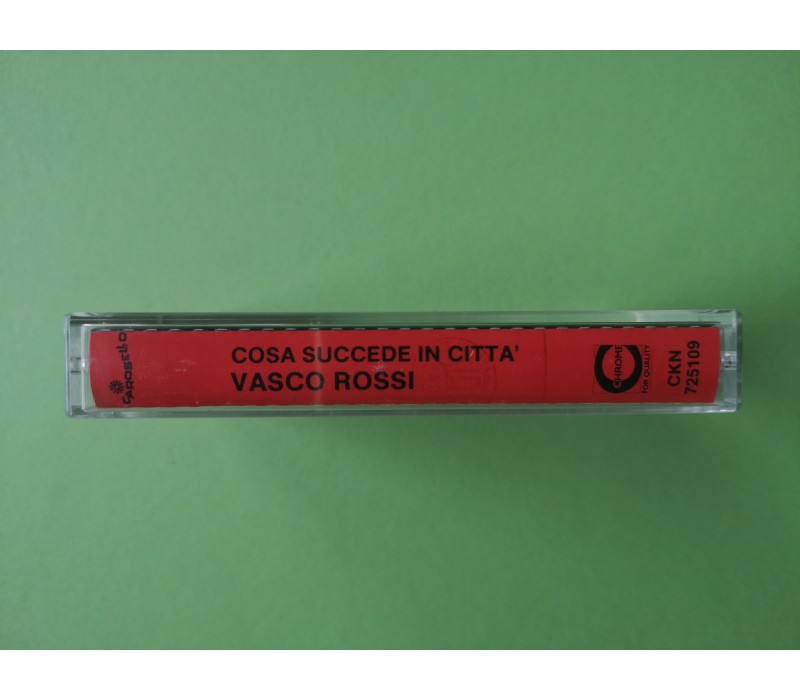 CAROSELLO
COSA SUCCEDE IN CITTA'
VASCO ROSSI
CHROME
FOR QUALITY
CKN
725109